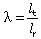 λ = l_t / l_r